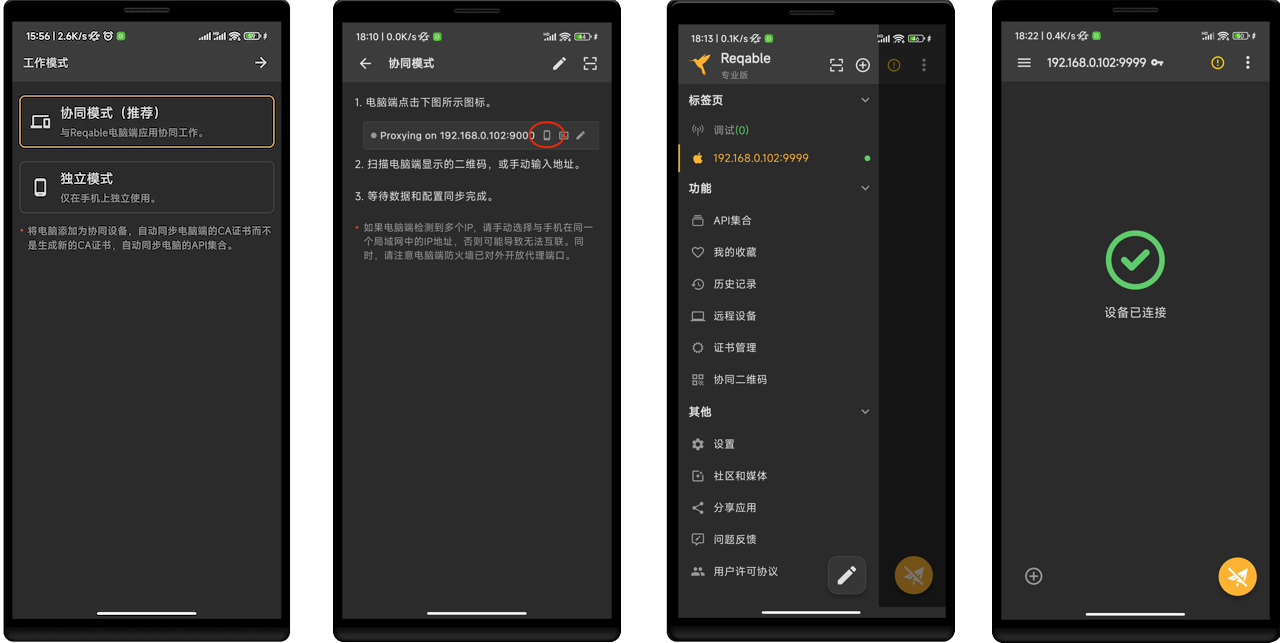 15:56 | 2.6K/s
工作模式
协同模式（推荐）
与Reqable电脑端应用协同工作。
独立模式
仅在手机上独立使用。
* 将电脑添加为协同设备，自动同步电脑端的CA证书而不
是生成新的CA证书，自动同步电脑的API集合。
18:10 | 0.0K/s
44
协同模式
1. 电脑端点击下图所示图标。
Proxying on 192.168.0.102:9000
2. 扫描电脑端显示的二维码，或手动输入地址。
3. 等待数据和配置同步完成。
* 如果电脑端检测到多个IP，请手动选择与手机在同一
个局域网中的IP地址，否则可能导致无法互联。同
时，请注意电脑端防火墙已对外开放代理端口。
18:13 | 0.1K/s
46
Reqable
专业版
标签页
调试(0)
192.168.0.102:9999
功能
API集合
我的收藏
历史记录
远程设备
证书管理
协同二维码
其他
设置
社区和媒体
分享应用
问题反馈
用户许可协议
18:22 | 0.4K/s
192.168.0.102:9999
设备已连接